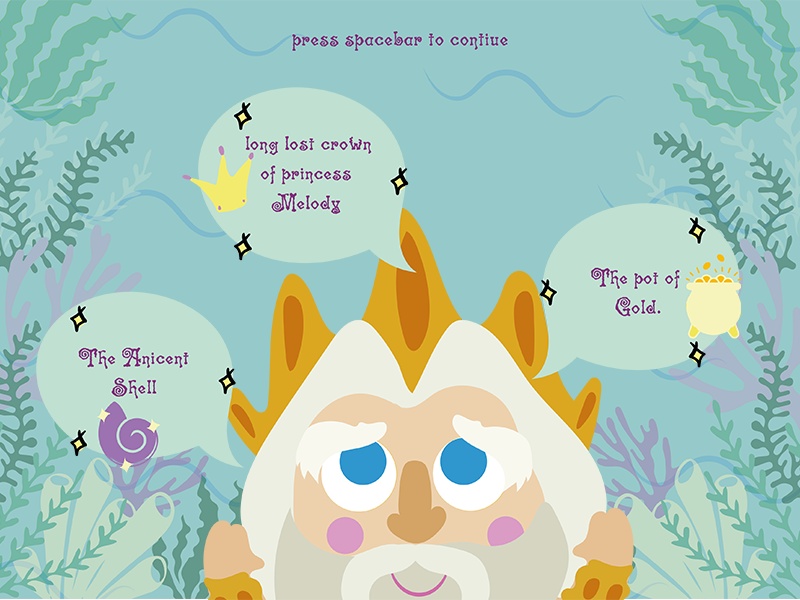 press spacebar to contiue
long lost crown
of princess
Melody
The pot of
Gold.
The Anicent
Shell